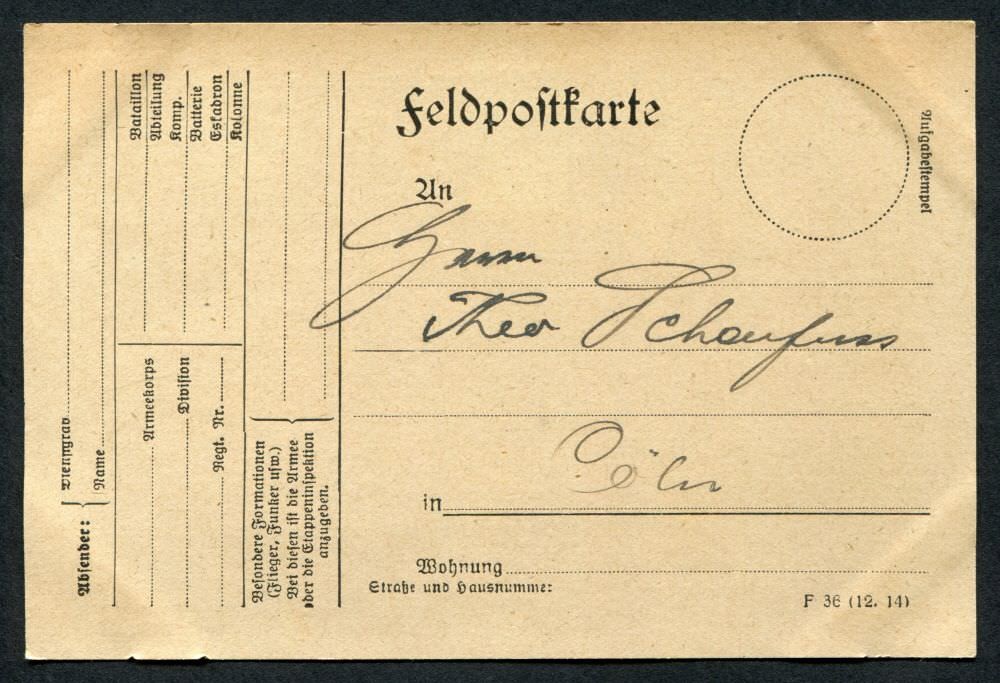 Feldpostkarte
Aufgabestempel
An
Herrn
Theo Schaufuss
in Cöln
Wohnung
Straße und Hausnummer
F 36 (12. 14)
Absender:
Dienstgrad
Name
Bataillon
Abteilung
Komp.
Batterie
Eskadron
Kolonne
Armeekorps
Division
Regt. Nr.
Besondere Formationen
(Flieger, Funker usw.)
Bei diesen ist die Armee
oder die Etappeninspektion
anzugeben.